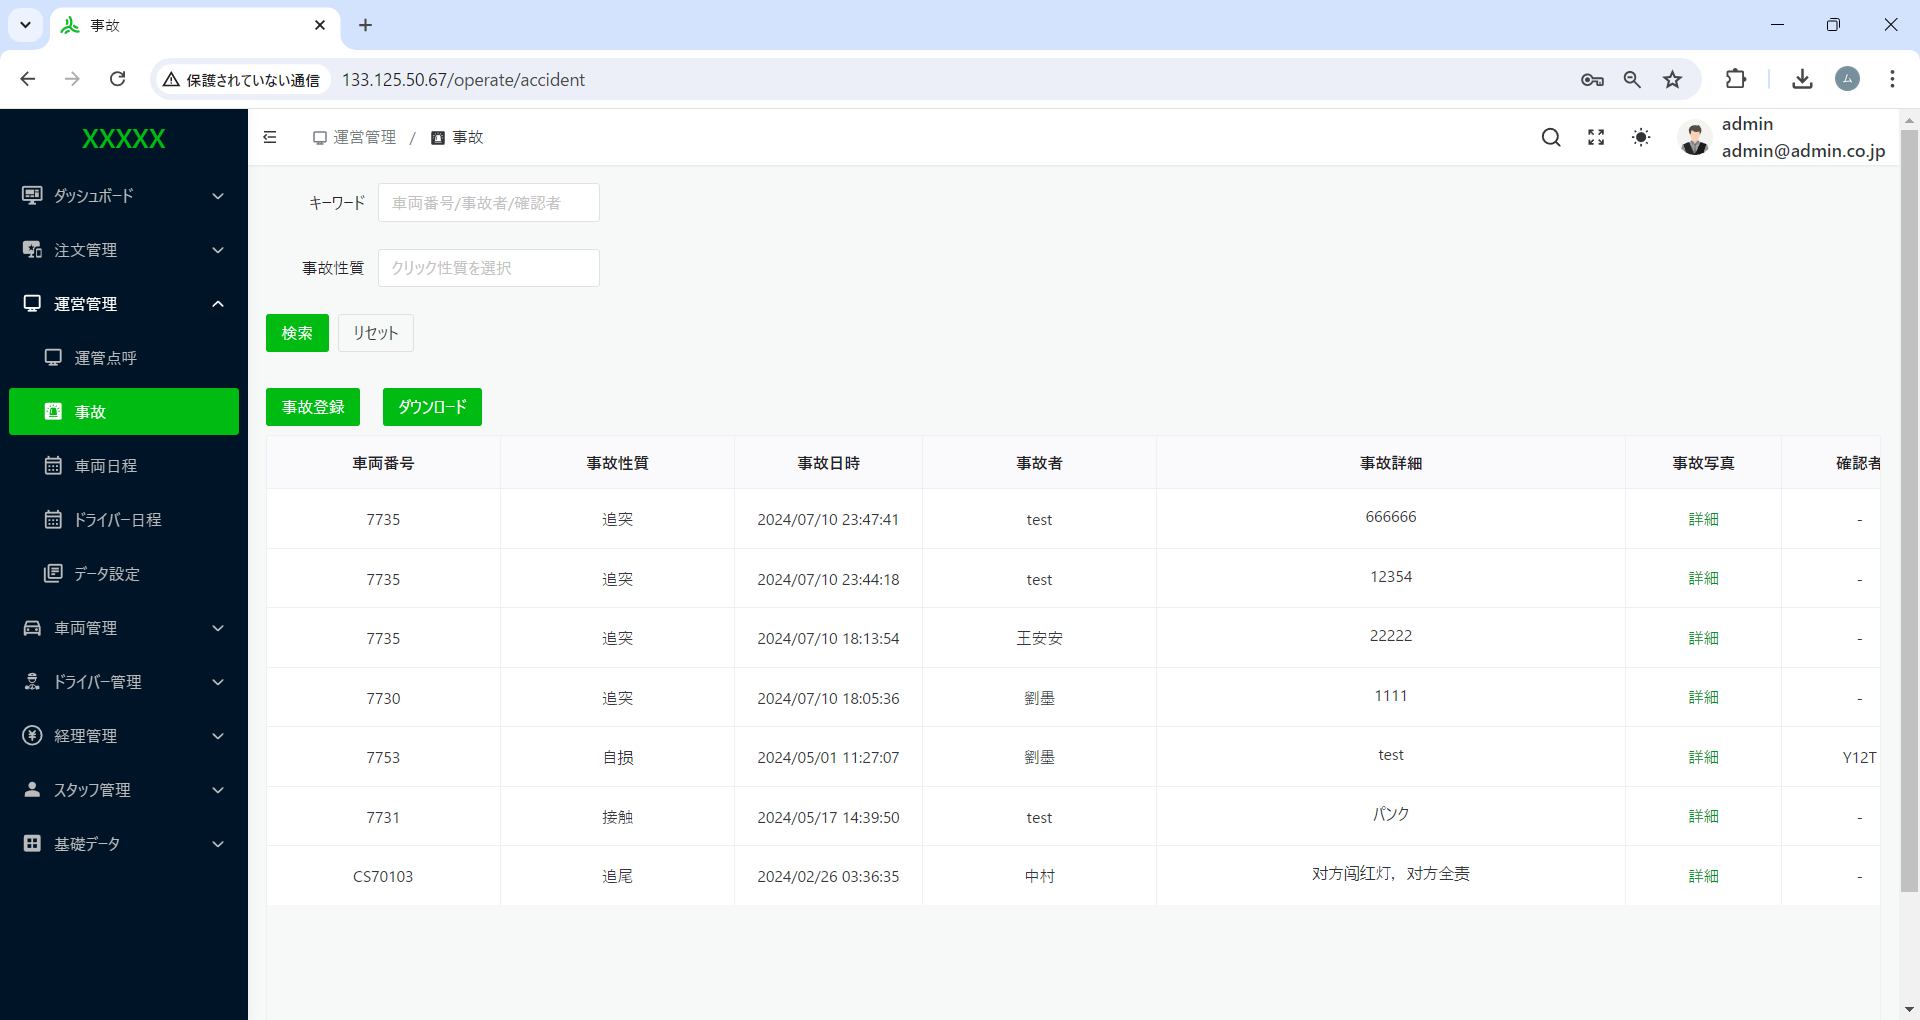 事故
保護されていない通信
133.125.50.67/operate/accident
ム
XXXXX
運営管理 / 事故
admin
admin@admin.co.jp
ダッシュボード
注文管理
運営管理
運管点呼
事故
車両日程
ドライバー日程
データ設定
車両管理
ドライバー管理
経理管理
スタッフ管理
基礎データ
キーワード 車両番号/事故者/確認者
事故性質 クリック性質を選択
検索 リセット
事故登録 ダウンロード
車両番号 事故性質 事故日時 事故者 事故詳細 事故写真 確認者
7735 追突 2024/07/10 23:47:41 test 666666 詳細 -
7735 追突 2024/07/10 23:44:18 test 12354 詳細 -
7735 追突 2024/07/10 18:13:54 王安安 22222 詳細 -
7730 追突 2024/07/10 18:05:36 劉墨 1111 詳細 -
7753 自损 2024/05/01 11:27:07 劉墨 test 詳細 Y12T
7731 接触 2024/05/17 14:39:50 test パンク 詳細 -
CS70103 追尾 2024/02/26 03:36:35 中村 对方闯红灯，对方全责 詳細 -